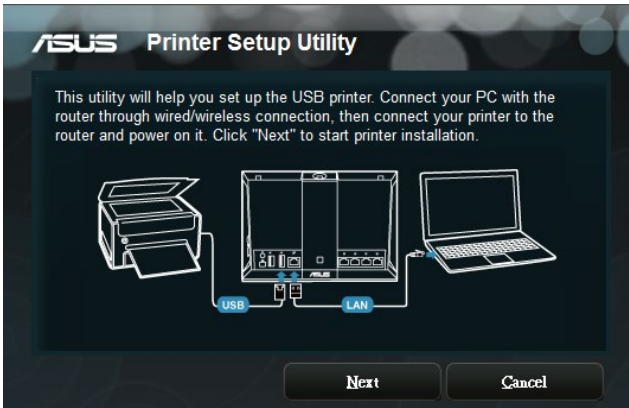 ASUS Printer Setup Utility
This utility will help you set up the USB printer. Connect your PC with the
router through wired/wireless connection, then connect your printer to the
router and power on it. Click "Next" to start printer installation.
ASUS
USB
LAN
Next
Cancel